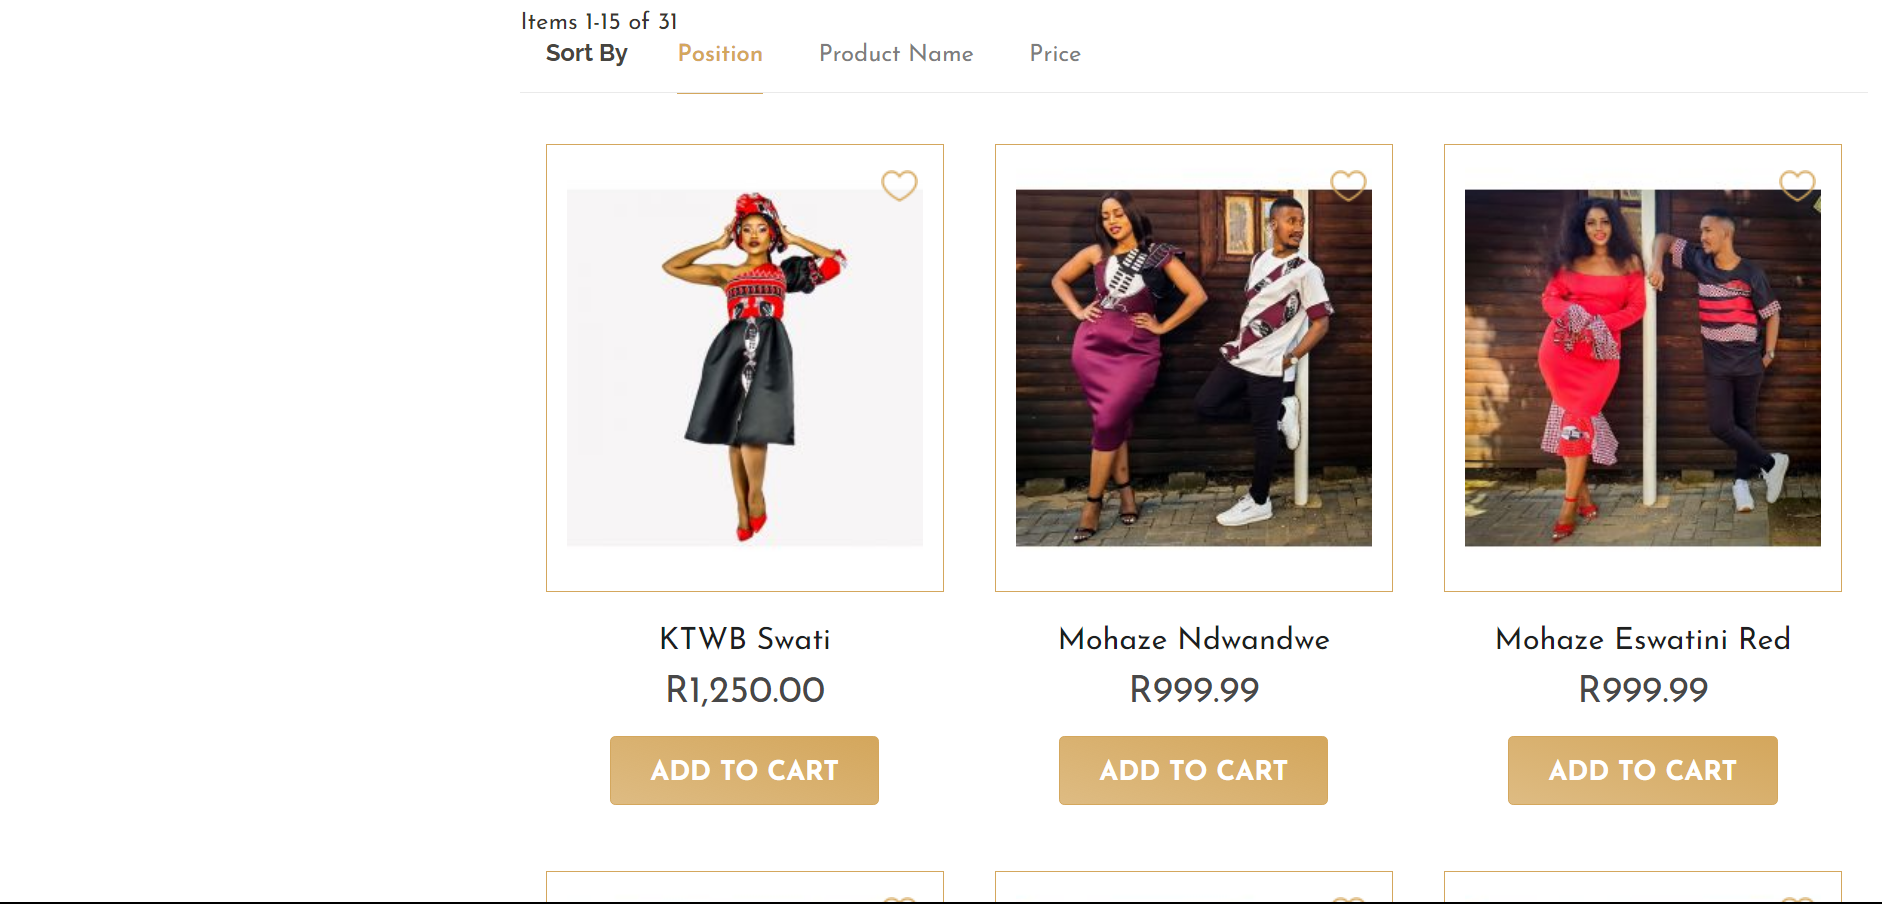 Items 1-15 of 31
Sort By Position Product Name Price
KTWB Swati Mohaze Ndwandwe Mohaze Eswatini Red
R1,250.00 R999.99 R999.99
ADD TO CART ADD TO CART ADD TO CART